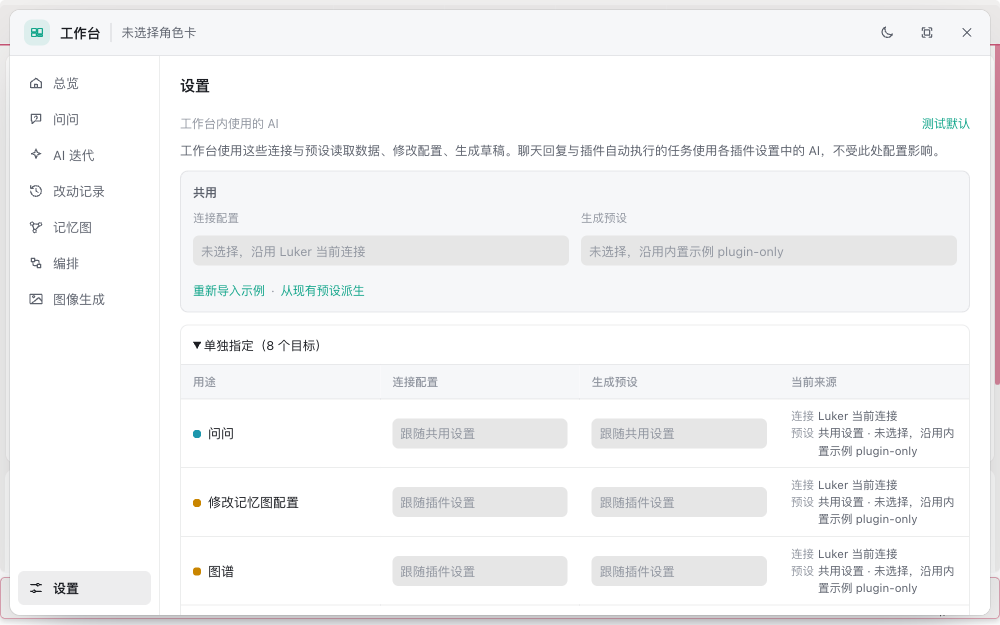 工作台
未选择角色卡
总览
问问
AI 迭代
改动记录
记忆图
编排
图像生成
设置
设置
工作台内使用的 AI
测试默认
工作台使用这些连接与预设读取数据、修改配置、生成草稿。聊天回复与插件自动执行的任务使用各插件设置中的 AI，不受此处配置影响。
共用
连接配置
生成预设
未选择，沿用 Luker 当前连接
未选择，沿用内置示例 plugin-only
重新导入示例 · 从现有预设派生
▼单独指定（8 个目标）
用途
连接配置
生成预设
当前来源
问问
跟随共用设置
跟随共用设置
连接 Luker 当前连接
预设 共用设置 · 未选择，沿用内
置示例 plugin-only
修改记忆图配置
跟随插件设置
跟随插件设置
连接 Luker 当前连接
预设 共用设置 · 未选择，沿用内
置示例 plugin-only
图谱
跟随插件设置
跟随插件设置
连接 Luker 当前连接
预设 共用设置 · 未选择，沿用内
置示例 plugin-only